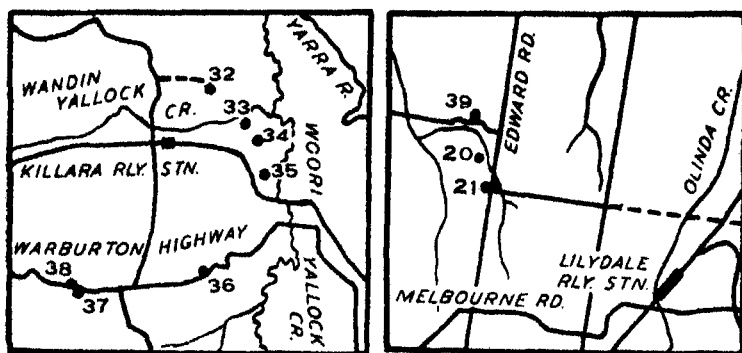 WANDIN
YALLOCK
CR.
YARRA R.
32
33
34
WOORI
35
KILLARA RLY. STN.
WARBURTON HIGHWAY
38
37
36
YALLOCK
CR.
39
EDWARD RD.
20
21
OLINDA CR.
LILYDALE
RLY. STN.
MELBOURNE RD.